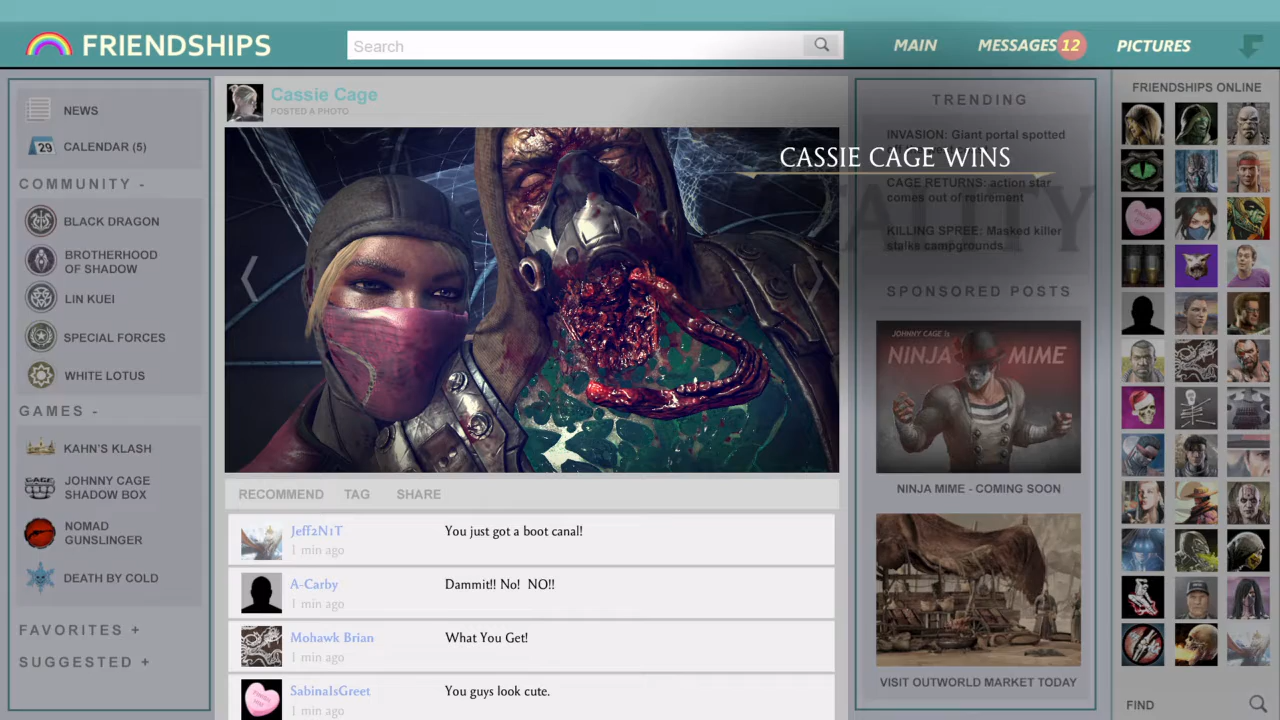 FRIENDSHIPS
Search
MAIN
MESSAGES 12
PICTURES
NEWS
29
CALENDAR (5)
COMMUNITY -
BLACK DRAGON
BROTHERHOOD
OF SHADOW
LIN KUEI
SPECIAL FORCES
WHITE LOTUS
GAMES -
KAHN'S KLASH
CAGE
JOHNNY CAGE
SHADOW BOX
NOMAD
GUNSLINGER
DEATH BY COLD
FAVORITES +
SUGGESTED +
Cassie Cage
POSTED A PHOTO
CASSIE CAGE WINS
RECOMMEND
TAG
SHARE
Jeff2N1T
1 min ago
You just got a boot canal!
A-Carby
1 min ago
Dammit!! No!  NO!!
Mohawk Brian
1 min ago
What You Get!
SabinaIsGreet
1 min ago
You guys look cute.
TRENDING
INVASION: Giant portal spotted
CAGE RETURNS: action star
comes out of retirement
KILLING SPREE: Masked killer
stalks campgrounds
SPONSORED POSTS
JOHNNY CAGE Is
NINJA MIME
NINJA MIME - COMING SOON
VISIT OUTWORLD MARKET TODAY
FRIENDSHIPS ONLINE
FIND